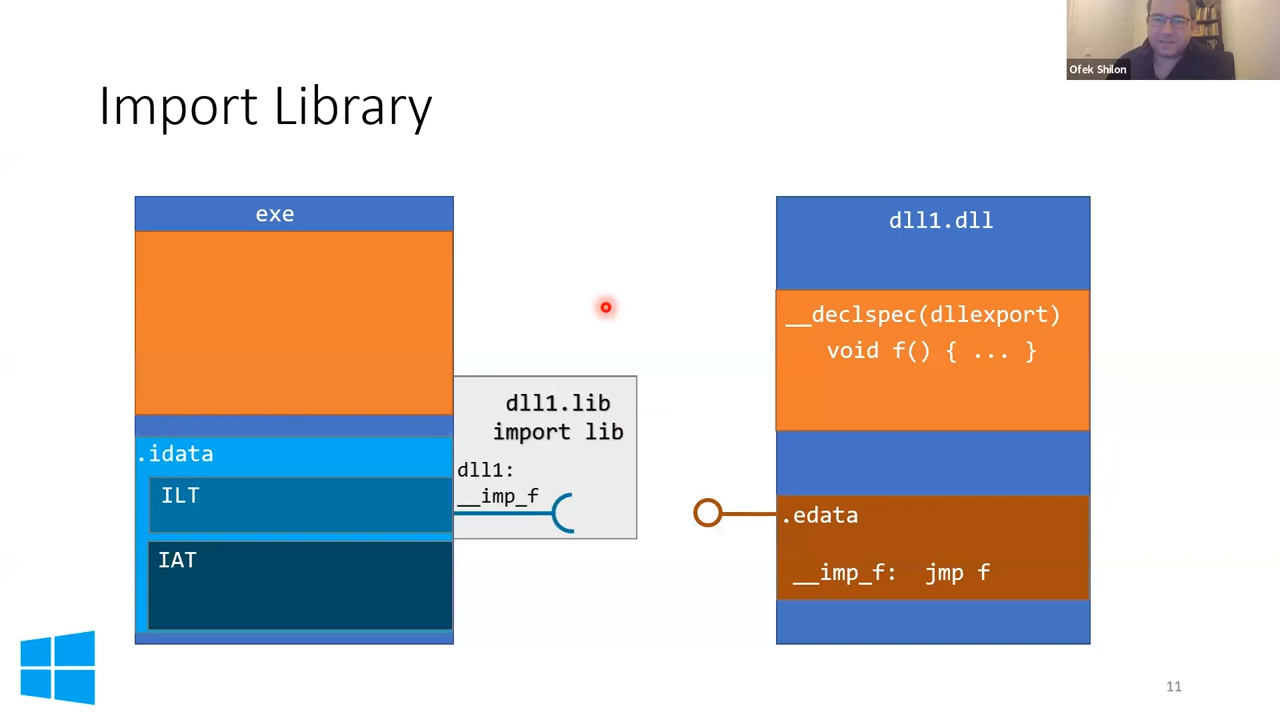 Ofek Shilon
Import Library
exe
.idata
ILT
IAT
dll1.lib
import lib
dll1:
__imp_f
dll1.dll
__declspec(dllexport)
void f() { ... }
.edata
__imp_f:  jmp f
11